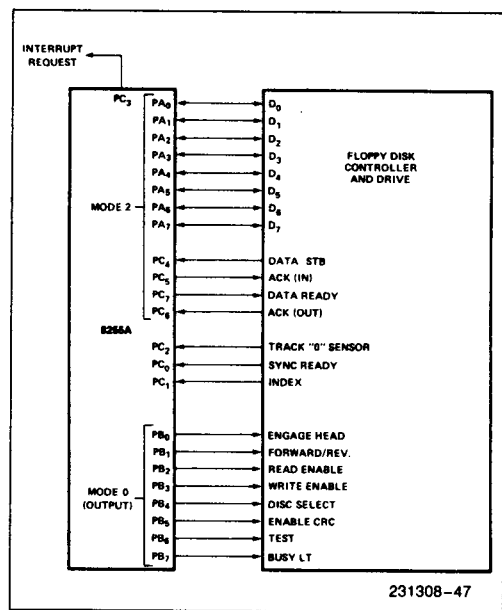 INTERRUPT
REQUEST
PC3 PA0 D0
PA1 D1
PA2 D2
PA3 D3
PA4 D4
PA5 D5
PA6 D6
PA7 D7
FLOPPY DISK
CONTROLLER
AND DRIVE
MODE 2
PC4 DATA STB
PC5 ACK (IN)
PC7 DATA READY
PC6 ACK (OUT)
8255A
PC2 TRACK "0" SENSOR
PC0 SYNC READY
PC1 INDEX
PB0 ENGAGE HEAD
PB1 FORWARD/REV.
PB2 READ ENABLE
PB3 WRITE ENABLE
MODE 0
(OUTPUT)
PB4 DISC SELECT
PB5 ENABLE CRC
PB6 TEST
PB7 BUSY LT
231308-47